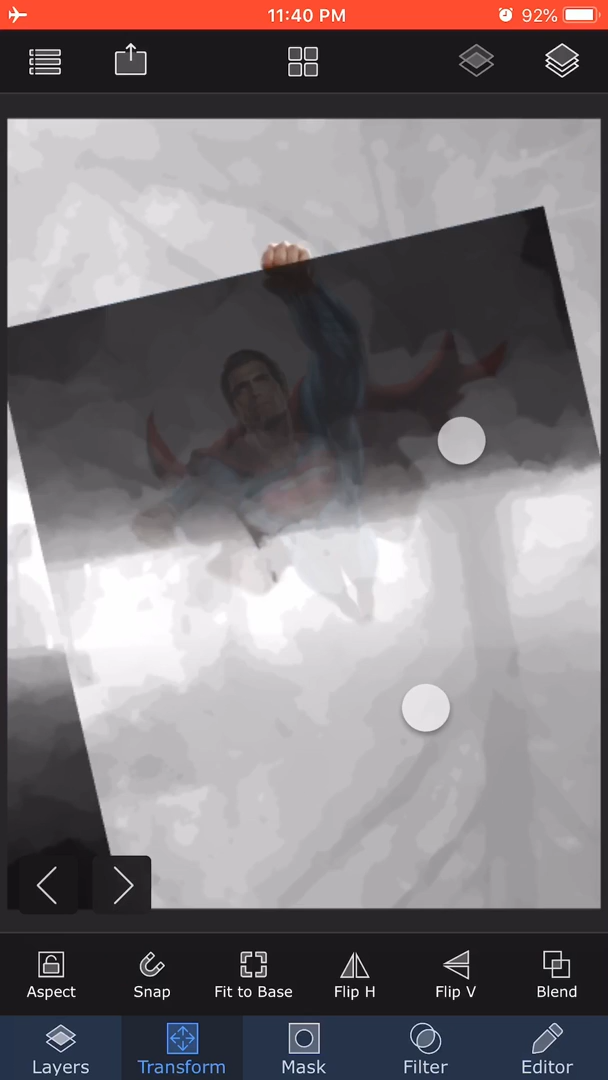 11:40 PM
92%
Aspect
Snap
Fit to Base
Flip H
Flip V
Blend
Layers
Transform
Mask
Filter
Editor